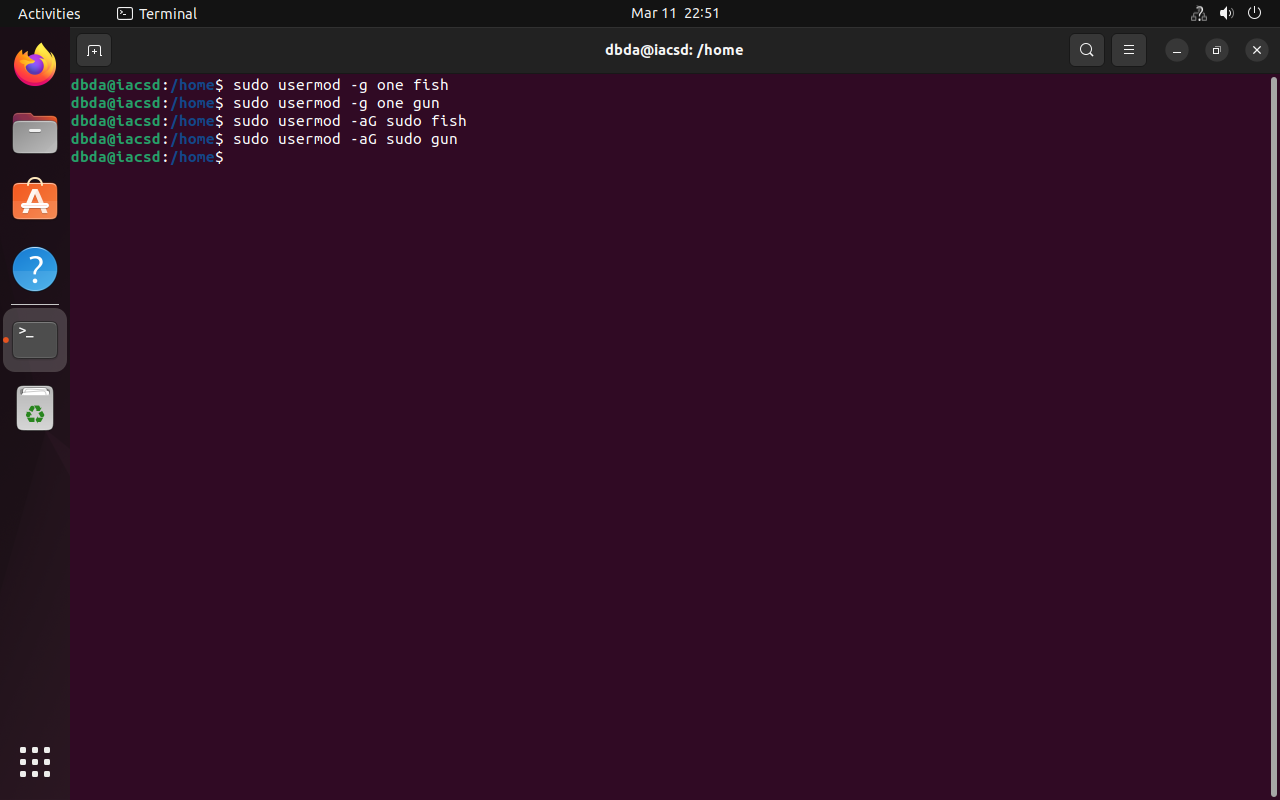 Activities Terminal Mar 11 22:51
dbda@iacsd: /home
dbda@iacsd:/home$ sudo usermod -g one fish
dbda@iacsd:/home$ sudo usermod -g one gun
dbda@iacsd:/home$ sudo usermod -aG sudo fish
dbda@iacsd:/home$ sudo usermod -aG sudo gun
dbda@iacsd:/home$